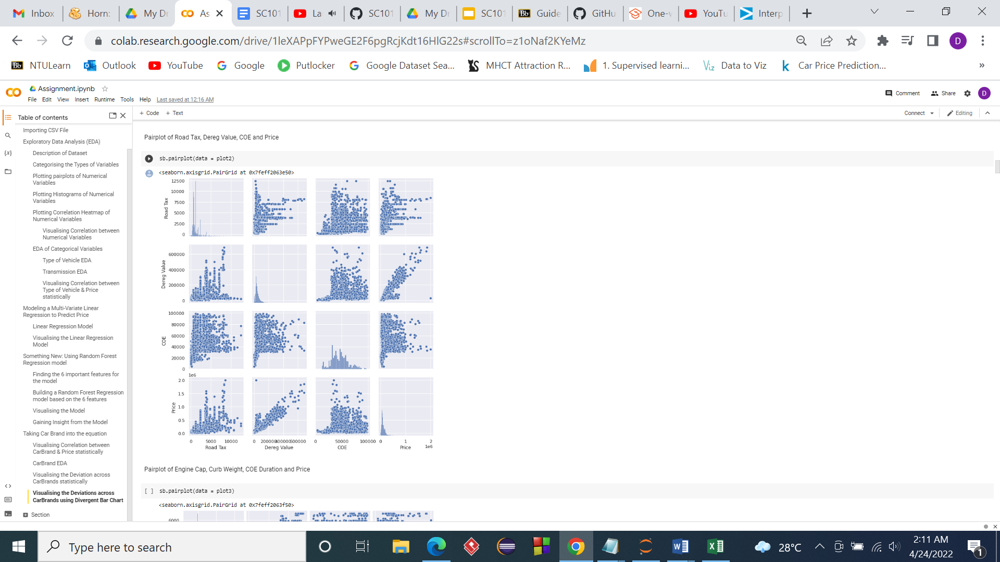 Inbox
Horn:
My Dr
As
SC101
La
SC101
My Dr
SC101
Guide
GitHu
One-v
YouTu
Interp
colab.research.google.com/drive/1leXAPpFYPweGE2F6pgRcjKdt16HlG22s#scrollTo=z1oNaf2KYeMz
D
Bb NTULearn
Outlook
YouTube
Google
Putlocker
Google Dataset Sea...
MHCT Attraction R...
1. Supervised learni...
Viz Data to Viz
k Car Price Prediction...
»
Assignment.ipynb
File Edit View Insert Runtime Tools Help Last saved at 12:16 AM
Comment
Share
D
+ Code + Text
Connect
Editing
Table of contents
Importing CSV File
Exploratory Data Analysis (EDA)
Description of Dataset
Categorising the Types of Variables
Plotting pairplots of Numerical
Variables
Plotting Histograms of Numerical
Variables
Plotting Correlation Heatmap of
Numerical Variables
Visualising Correlation between
Numerical Variables
EDA of Categorical Variables
Type of Vehicle EDA
Transmission EDA
Visualising Correlation between
Type of Vehicle & Price
statistically
Modeling a Multi-Variate Linear
Regression to Predict Price
Linear Regression Model
Visualising the Linear Regression
Model
Something New: Using Random Forest
Regression model
Finding the 6 important features for
the model
Building a Random Forest Regression
model based on the 6 features
Visualising the Model
Gaining Insight from the Model
Taking Car Brand into the equation
Visualising Correlation between
CarBrand & Price statistically
CarBrand EDA
Visualising the Deviation across
CarBrands statistically
Visualising the Deviations across
CarBrands using Divergent Bar Chart
Section
Pairplot of Road Tax, Dereg Value, COE and Price
sb.pairplot(data = plot2)
<seaborn.axisgrid.PairGrid at 0x7feff2063e50>
12500
10000
7500
5000
2500
0
Road Tax
600000
400000
200000
0
Dereg Value
100000
80000
60000
40000
20000
0
COE
1e6
2.0
1.5
1.0
0.5
0.0
Price
0 5000 10000
Road Tax
0 200000 400000 600000
Dereg Value
0 50000 100000
COE
0 1 2
Price
1e6
Pairplot of Engine Cap, Curb Weight, COE Duration and Price
[ ] sb.pairplot(data = plot3)
<seaborn.axisgrid.PairGrid at 0x7feff2063f50>
6000
Type here to search
28°C
2:11 AM
4/24/2022
1